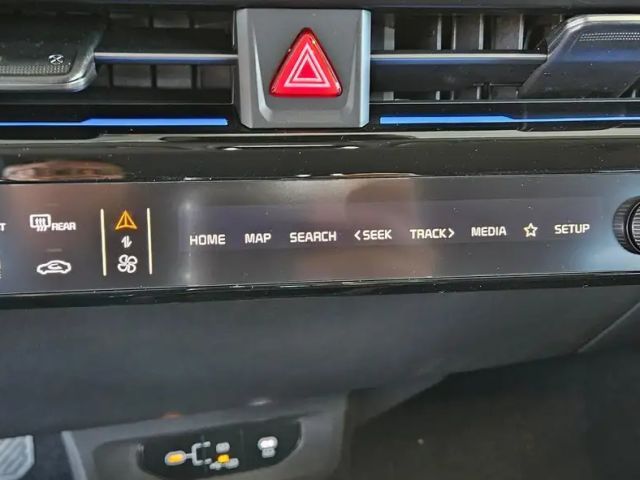 REAR
HOME MAP SEARCH <SEEK TRACK> MEDIA ☆ SETUP